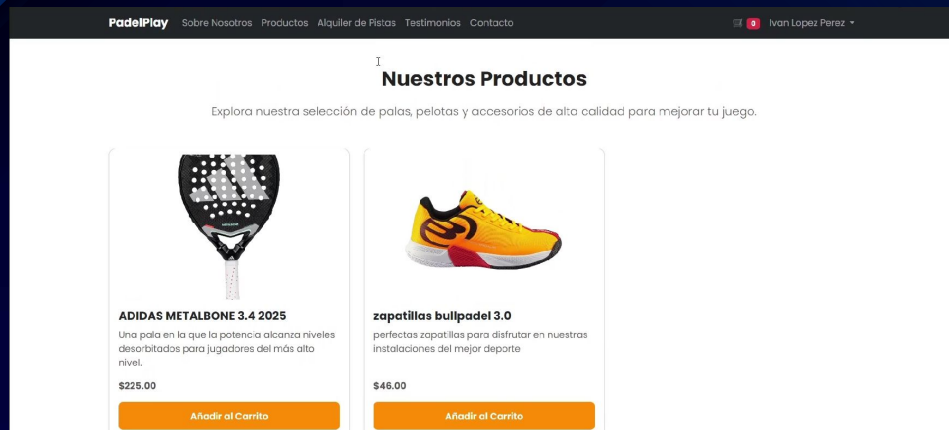 PadelPlay Sobre Nosotros Productos Alquiler de Pistas Testimonios Contacto 0 Ivan Lopez Perez
Nuestros Productos
Explora nuestra selección de palas, pelotas y accesorios de alta calidad para mejorar tu juego.
ADIDAS METALBONE 3.4 2025
Una pala en la que la potencia alcanza niveles
desorbitados para jugadores del más alto
nivel.
$225.00
Añadir al Carrito
zapatillas bullpadel 3.0
perfectas zapatillas para disfrutar en nuestras
instalaciones del mejor deporte
$46.00
Añadir al Carrito